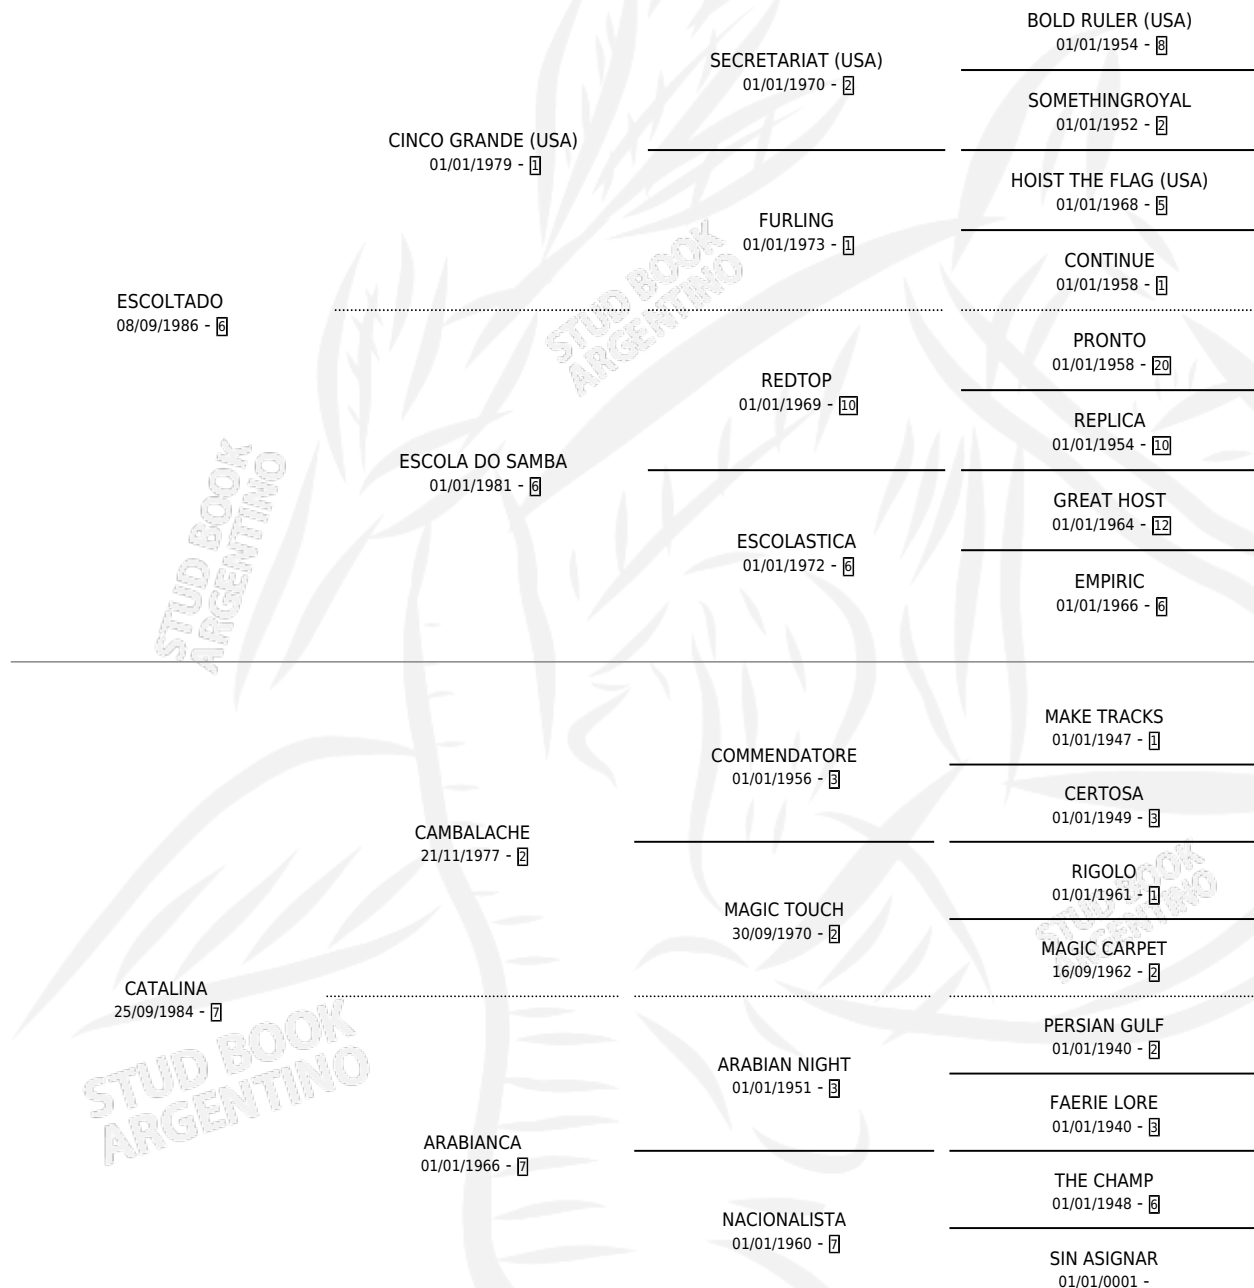 BOLD RULER (USA)
01/01/1954 - 8
SECRETARIAT (USA)
01/01/1970 - 2
SOMETHINGROYAL
01/01/1952 - 2
CINCO GRANDE (USA)
01/01/1979 - 1
HOIST THE FLAG (USA)
01/01/1968 - 5
FURLING
01/01/1973 - 1
CONTINUE
01/01/1958 - 1
ESCOLTADO
08/09/1986 - 6
PRONTO
01/01/1958 - 20
REDTOP
01/01/1969 - 10
REPLICA
01/01/1954 - 10
ESCOLA DO SAMBA
01/01/1981 - 6
GREAT HOST
01/01/1964 - 12
ESCOLASTICA
01/01/1972 - 6
EMPIRIC
01/01/1966 - 6
MAKE TRACKS
01/01/1947 - 1
COMMENDATORE
01/01/1956 - 3
CERTOSA
01/01/1949 - 3
CAMBALACHE
21/11/1977 - 2
RIGOLO
01/01/1961 - 1
MAGIC TOUCH
30/09/1970 - 2
MAGIC CARPET
16/09/1962 - 2
CATALINA
25/09/1984 - 7
PERSIAN GULF
01/01/1940 - 2
ARABIAN NIGHT
01/01/1951 - 3
FAERIE LORE
01/01/1940 - 3
ARABIANCA
01/01/1966 - 7
THE CHAMP
01/01/1948 - 6
NACIONALISTA
01/01/1960 - 7
SIN ASIGNAR
01/01/0001 -
STUD BOOK
ARGENTINO
STUD BOOK
ARGENTINO
STUD BOOK
ARGENTINO
STUD BOOK
ARGENTINO